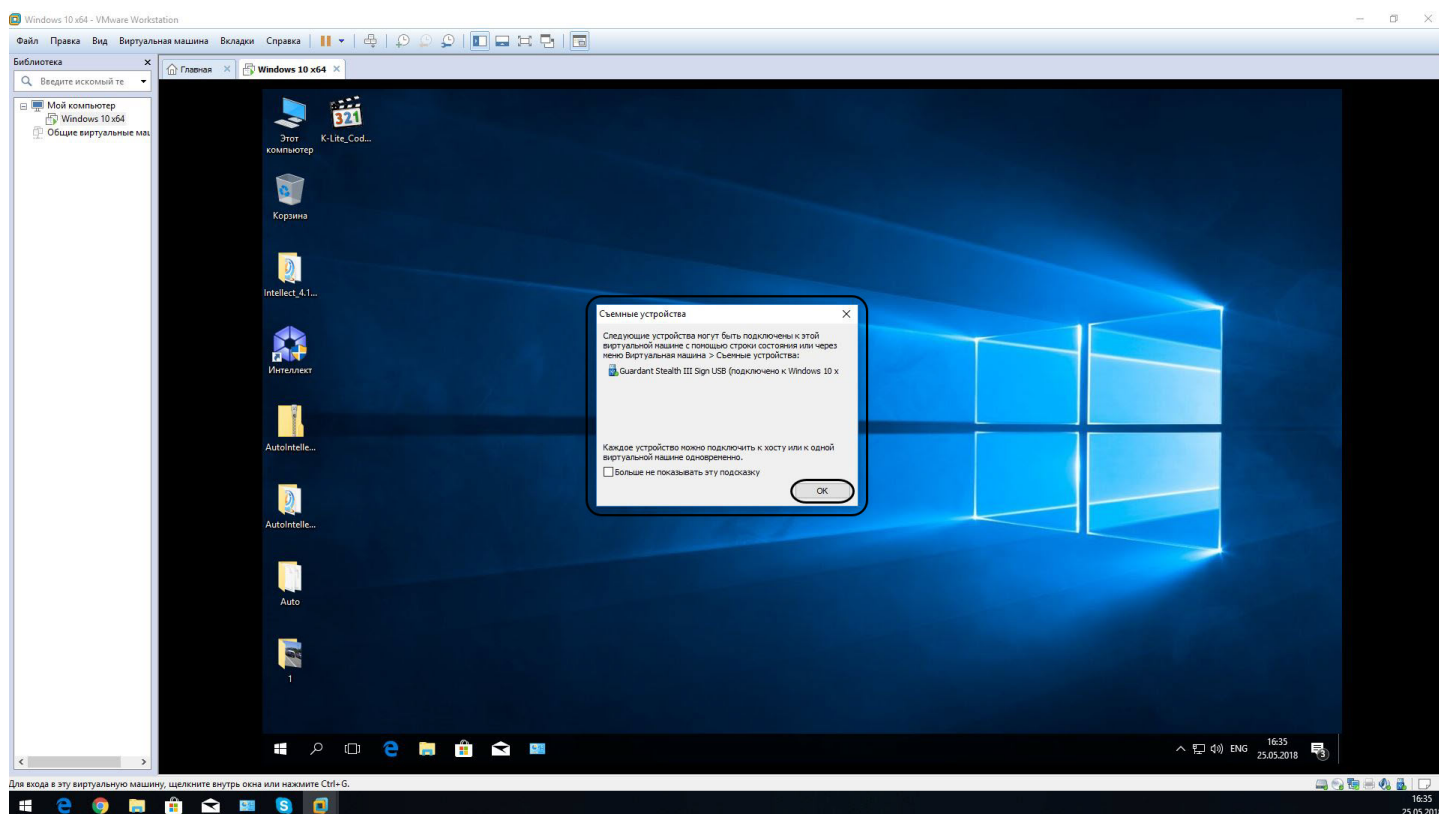 Windows 10 x64 - VMware Workstation
Файл Правка Вид Виртуальная машина Вкладки Справка
Библиотека
Введите искомый те
Главная
Windows 10 x64
Мой компьютер
Windows 10 x64
Общие виртуальные маш
Этот
компьютер
321
K-Lite_Cod...
Корзина
Intellect_4.1...
Интеллект
AutoIntelle...
AutoIntelle...
Auto
1
Съемные устройства
Следующие устройства могут быть подключены к этой
виртуальной машине с помощью строки состояния или через
меню Виртуальная машина > Съемные устройства:
Guardant Stealth III Sign USB (подключено к Windows 10 x
Каждое устройство можно подключить к хосту или к одной
виртуальной машине одновременно.
Больше не показывать эту подсказку
OK
ENG
16:35
25.05.2018
3
Для входа в эту виртуальную машину, щелкните внутрь окна или нажмите Ctrl+G.
16:35
25.05.201